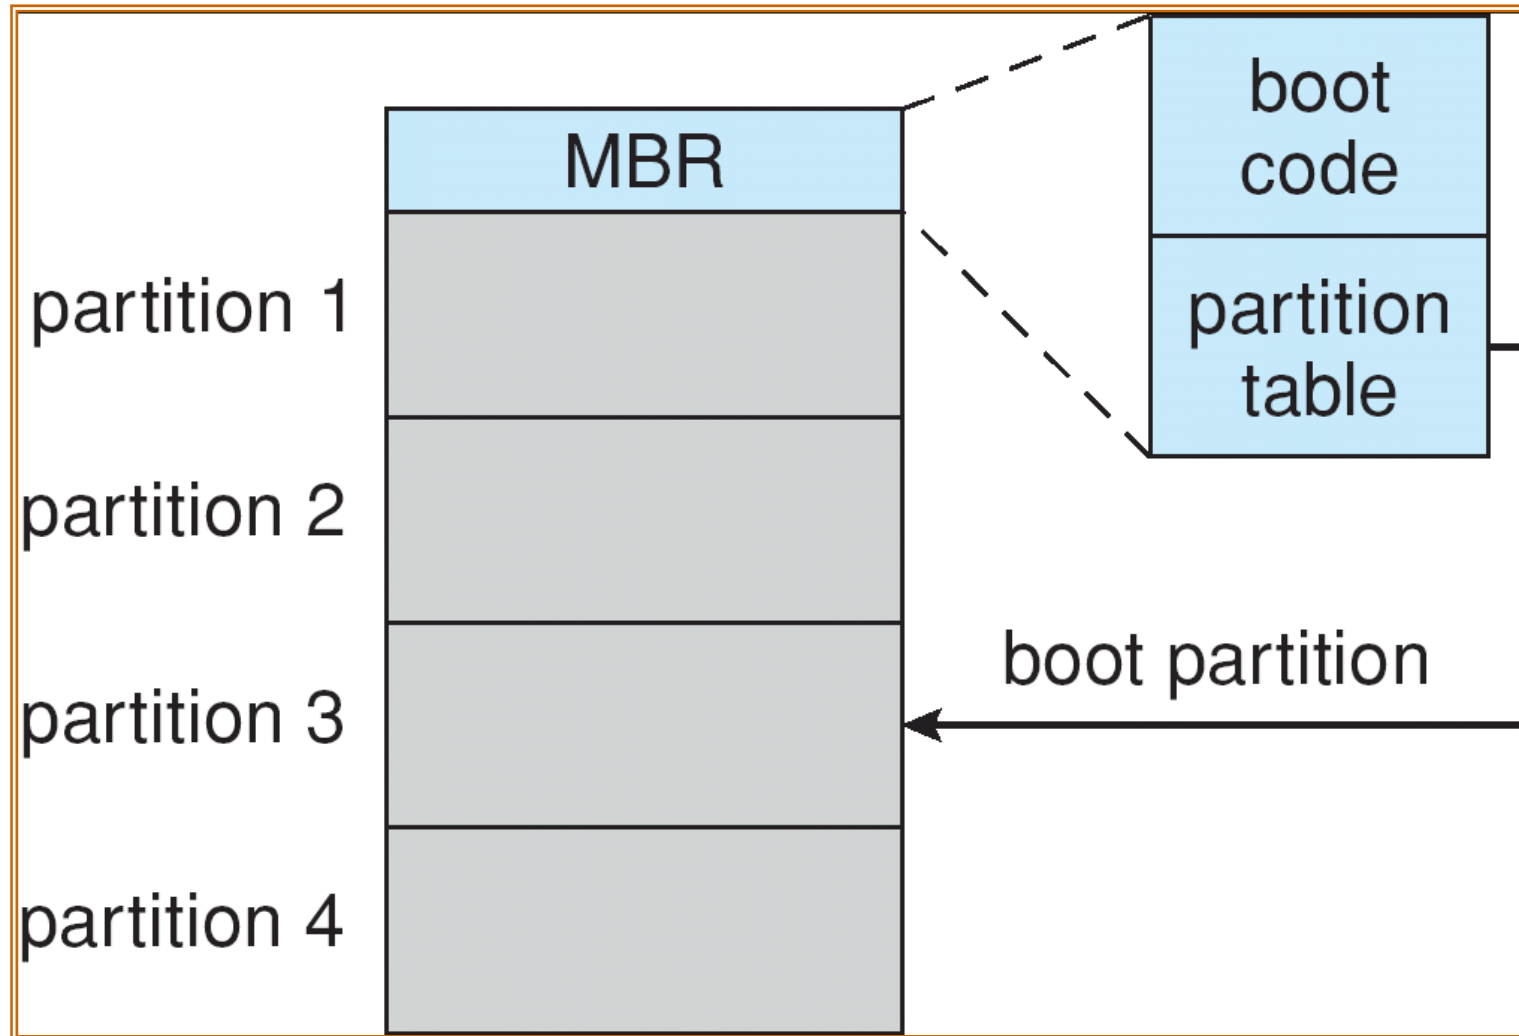 MBR
boot
code
partition
table
partition 1
partition 2
partition 3
partition 4
boot partition